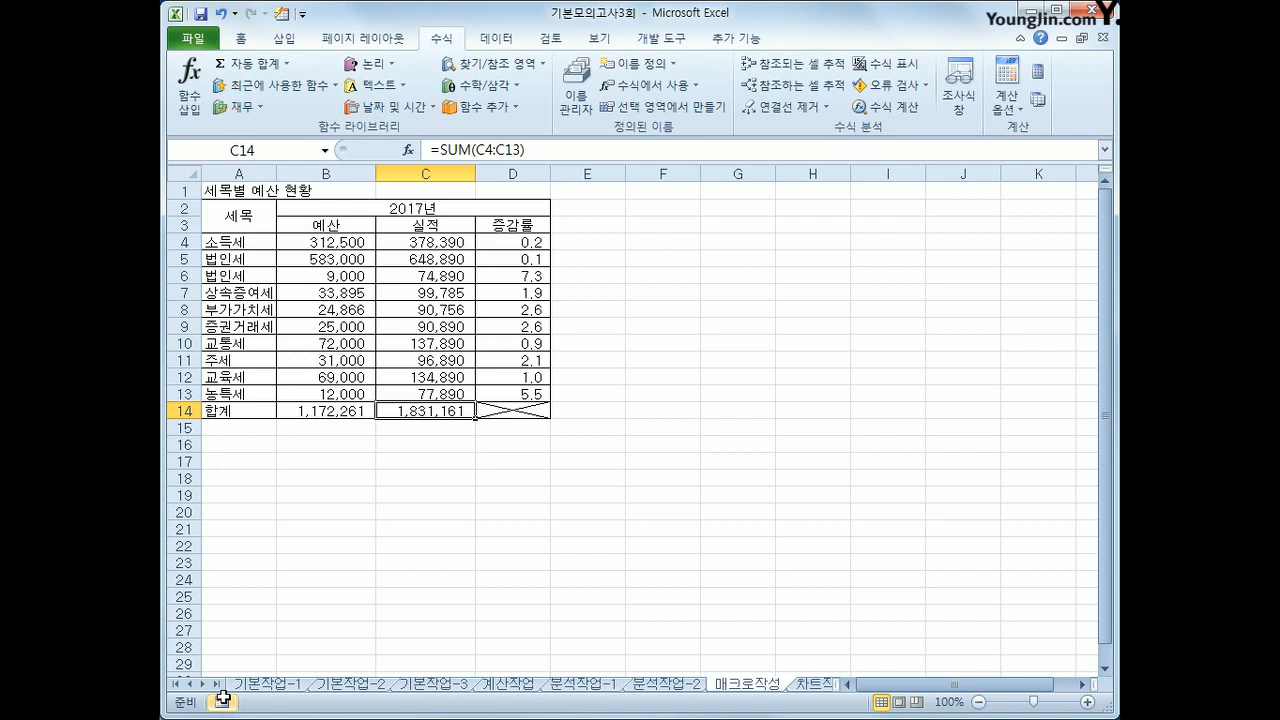 기본모의고사3회 - Microsoft Excel
YoungJin.com Y.
파일 홈 삽입 페이지 레이아웃 수식 데이터 검토 보기 개발 도구 추가 기능
fx 함수 삽입
Σ 자동 합계
최근에 사용한 함수
재무
논리
텍스트
날짜 및 시간
찾기/참조 영역
수학/삼각
함수 추가
함수 라이브러리
이름 관리자
이름 정의
수식에서 사용
선택 영역에서 만들기
정의된 이름
참조되는 셀 추적
참조하는 셀 추적
연결선 제거
수식 표시
오류 검사
수식 계산
수식 분석
조사식 창
계산 옵션
계산
C14 fx =SUM(C4:C13)
A B C D E F G H I J K
1 세목별 예산 현황
2 세목 2017년
3 예산 실적 증감률
4 소득세 312,500 378,390 0.2
5 법인세 583,000 648,890 0.1
6 법인세 9,000 74,890 7.3
7 상속증여세 33,895 99,785 1.9
8 부가가치세 24,866 90,756 2.6
9 증권거래세 25,000 90,890 2.6
10 교통세 72,000 137,890 0.9
11 주세 31,000 96,890 2.1
12 교육세 69,000 134,890 1.0
13 농특세 12,000 77,890 5.5
14 합계 1,172,261 1,831,161
15
16
17
18
19
20
21
22
23
24
25
26
27
28
29
기본작업-1 기본작업-2 기본작업-3 계산작업 분석작업-1 분석작업-2 매크로작성 차트작
준비 100%